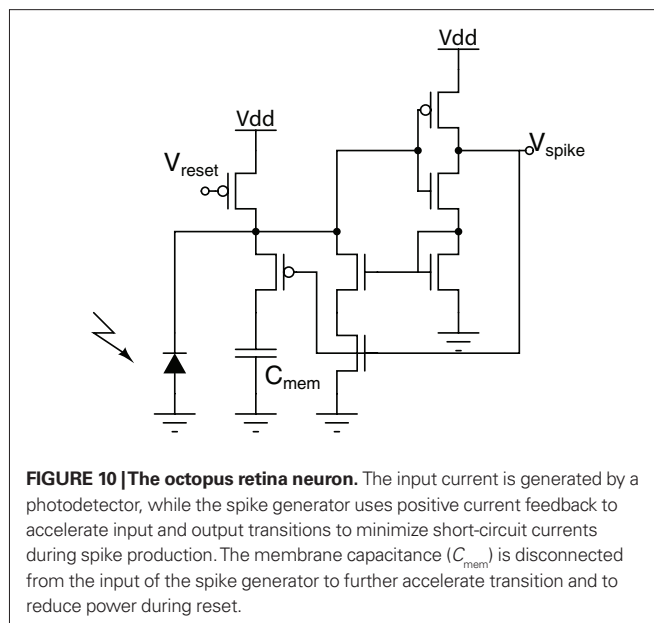 Vdd
Vdd
V_reset
V_spike
C_mem
FIGURE 10 | The octopus retina neuron. The input current is generated by a
photodetector, while the spike generator uses positive current feedback to
accelerate input and output transitions to minimize short-circuit currents
during spike production. The membrane capacitance (C_mem) is disconnected
from the input of the spike generator to further accelerate transition and to
reduce power during reset.